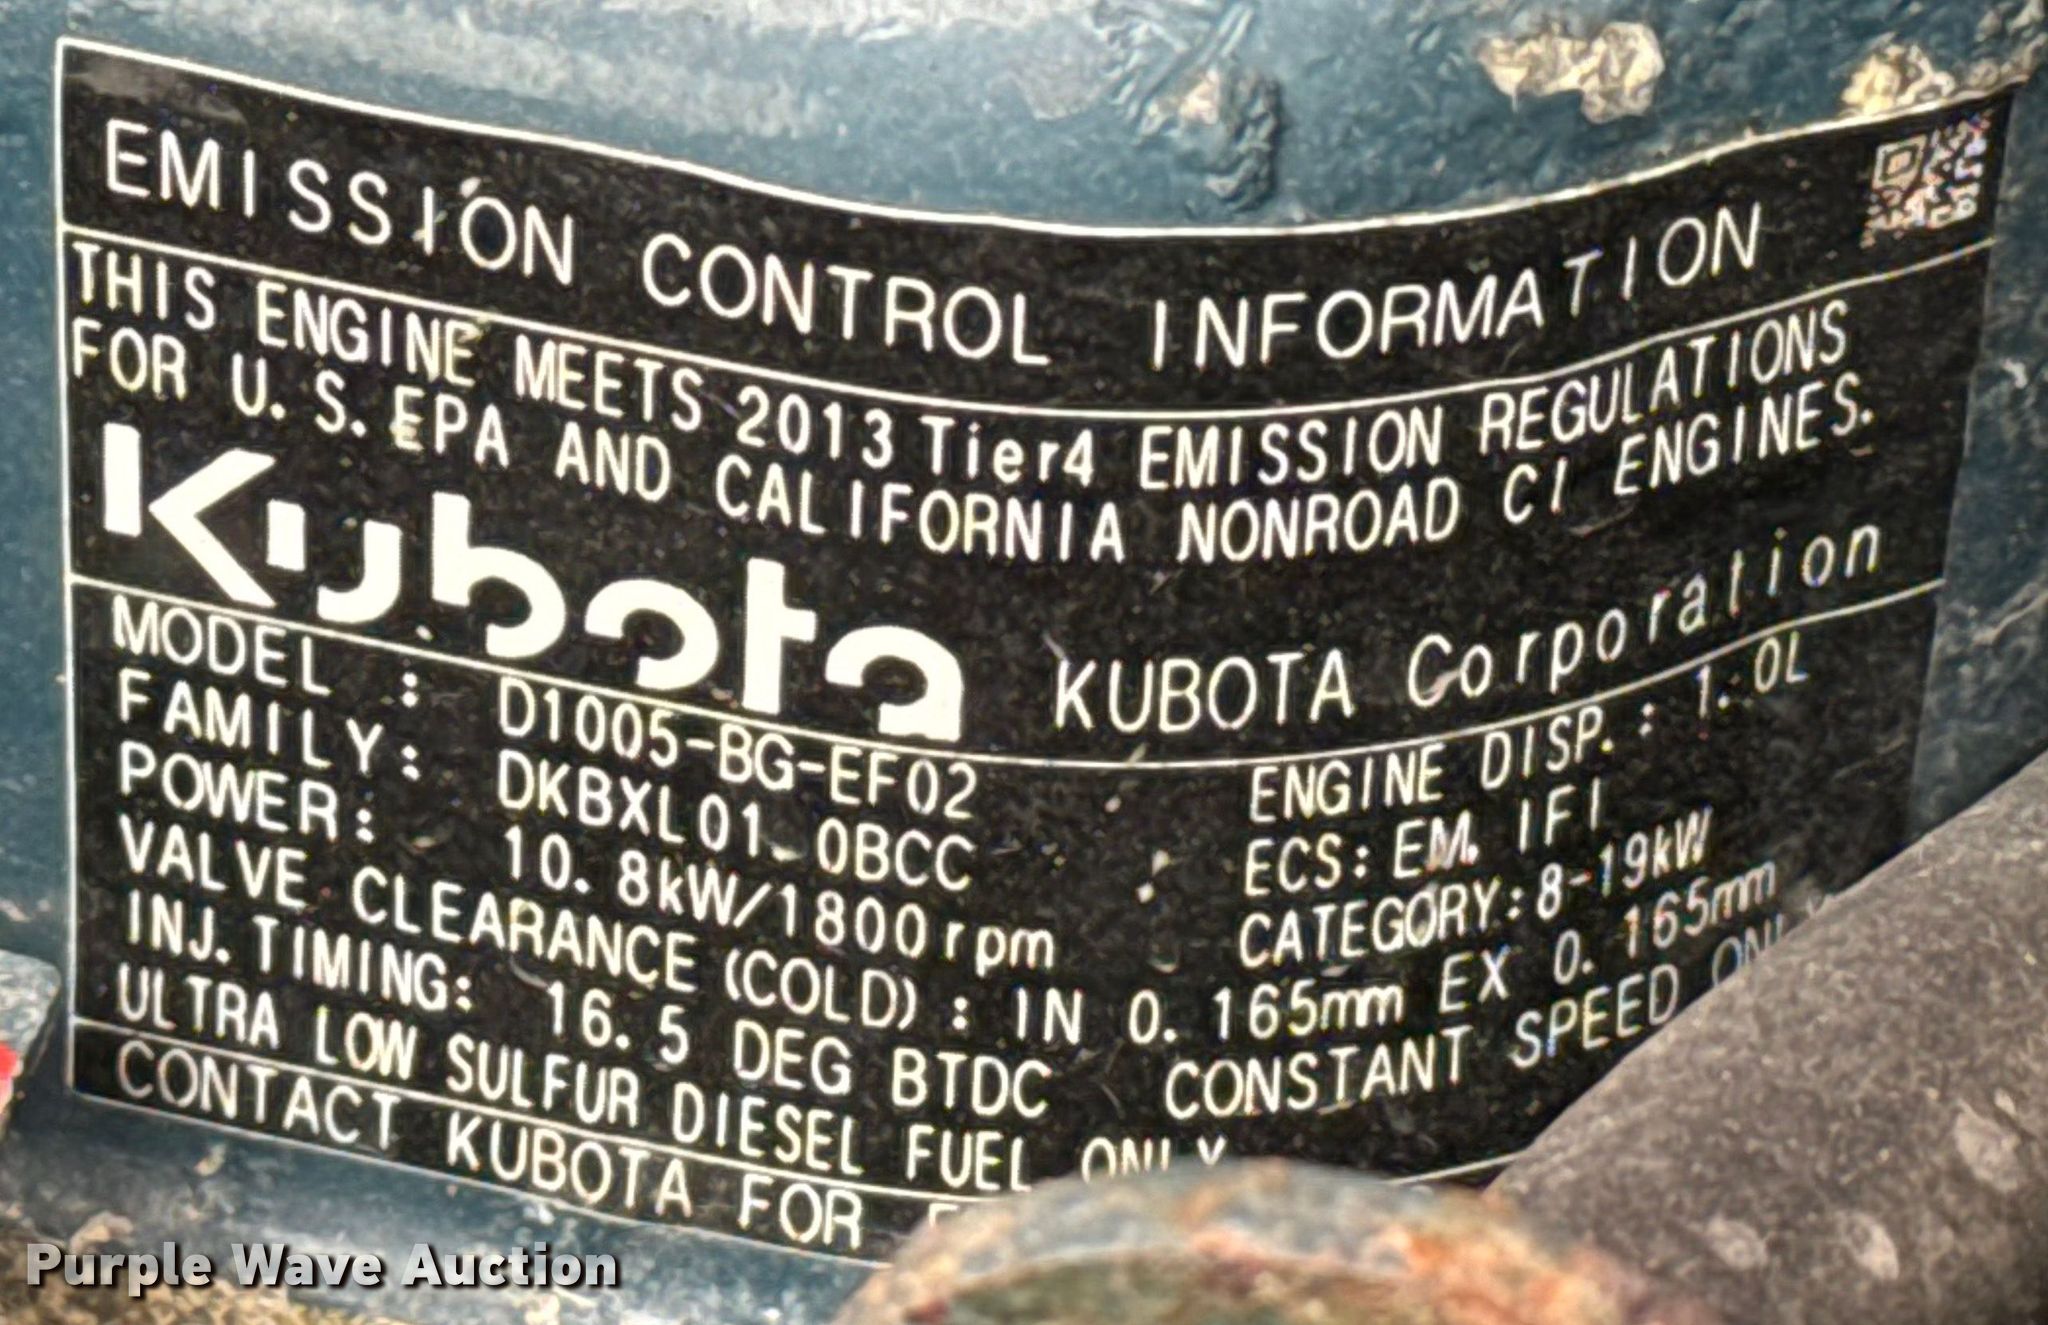 EMISSION CONTROL INFORMATION
THIS ENGINE MEETS 2013 Tier4 EMISSION REGULATIONS
FOR U.S. EPA AND CALIFORNIA NONROAD CI ENGINES.
Kubota KUBOTA Corporation
MODEL : D1005-BG-EF02 ENGINE DISP. : 1.0L
FAMILY: DKBXL01.0BCC ECS: EM. IFI
POWER: 10.8kW/1800rpm CATEGORY:8-19kW
VALVE CLEARANCE (COLD) : IN 0.165mm EX 0.165mm
INJ. TIMING: 16.5 DEG BTDC CONSTANT SPEED ONLY
ULTRA LOW SULFUR DIESEL FUEL ONLY
CONTACT KUBOTA FOR
Purple Wave Auction